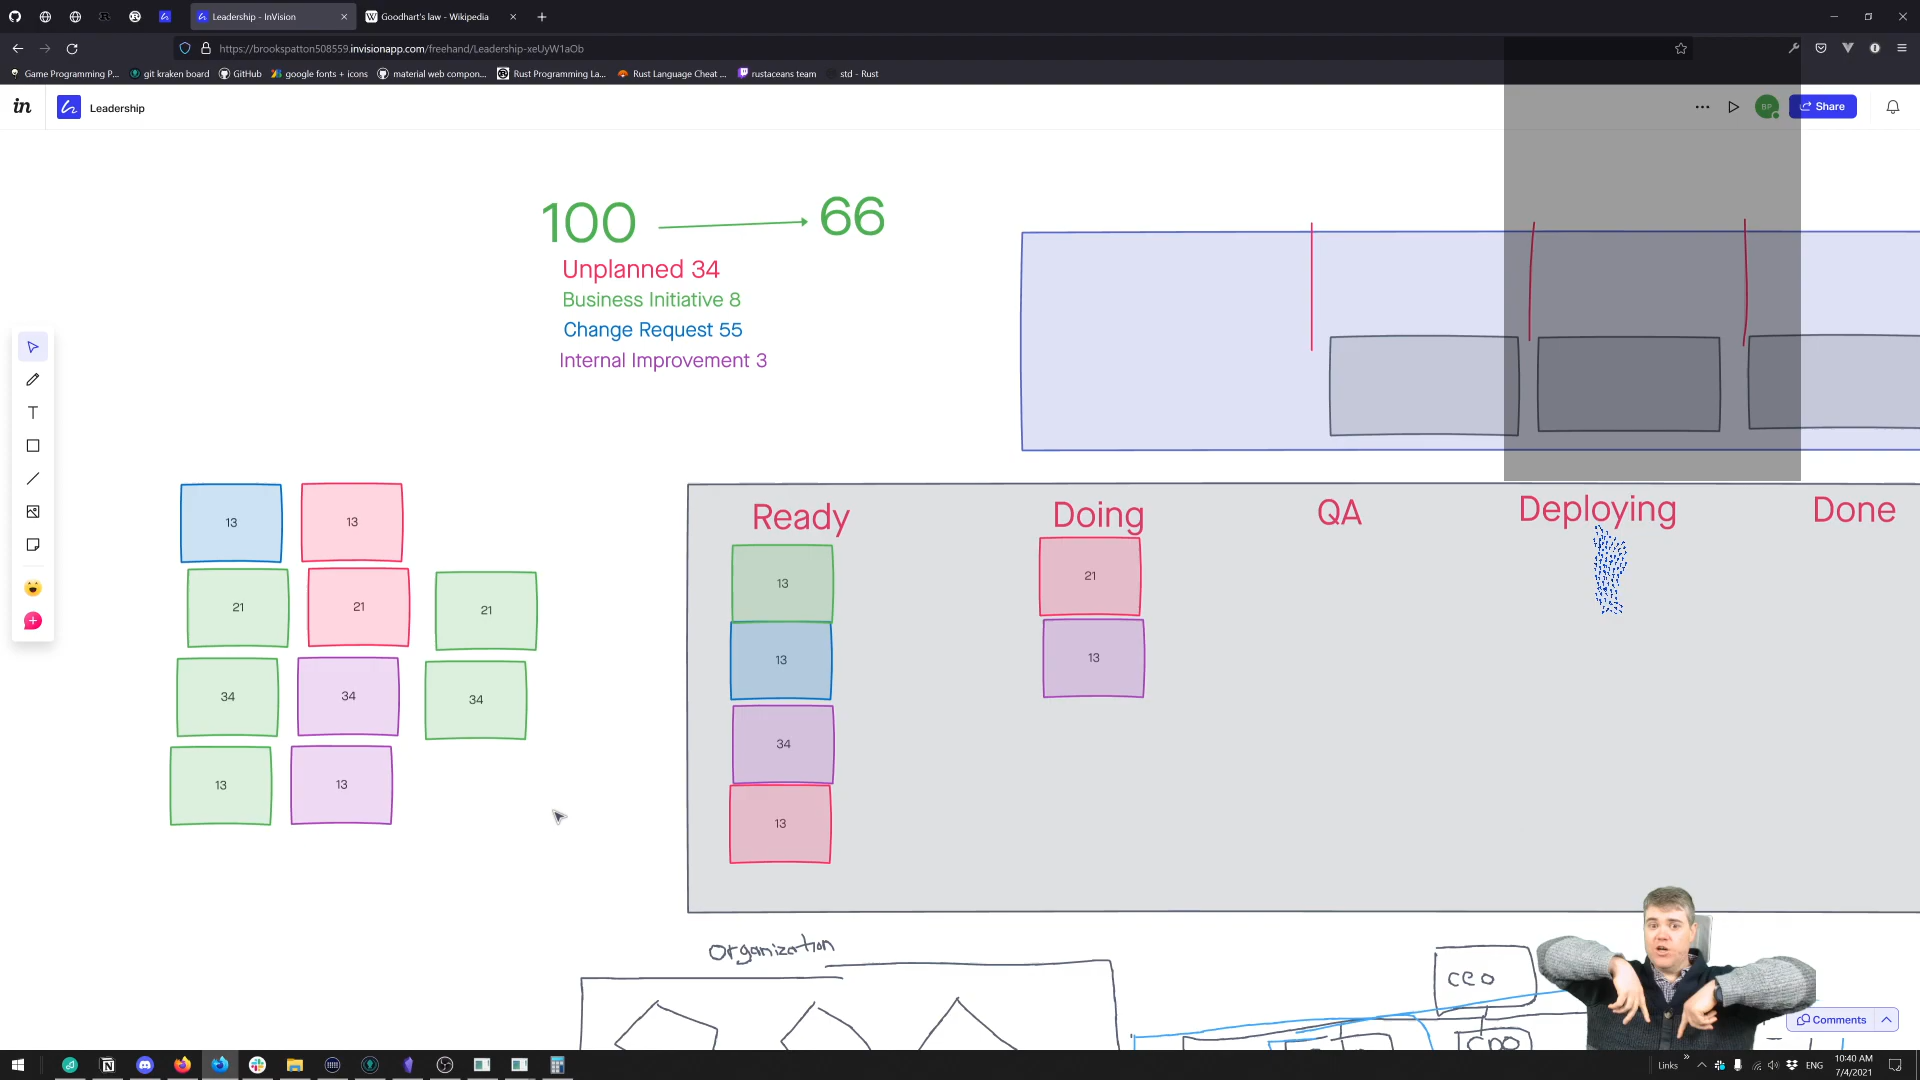 Leadership - InVision
Goodhart's law - Wikipedia
https://brookspatton508559.invisionapp.com/freehand/Leadership-xeUyW1aOb
Game Programming P...
git kraken board
GitHub
google fonts + icons
material web compon...
Rust Programming La...
Rust Language Cheat ...
rustaceans team
std - Rust
in
Leadership
BP
Share
100
66
Unplanned 34
Business Initiative 8
Change Request 55
Internal Improvement 3
Ready
Doing
QA
Deploying
Done
13
13
21
21
21
34
34
34
13
13
13
13
34
13
21
13
Organization
ceo
Comments
Links
ENG
10:40 AM
7/4/2021